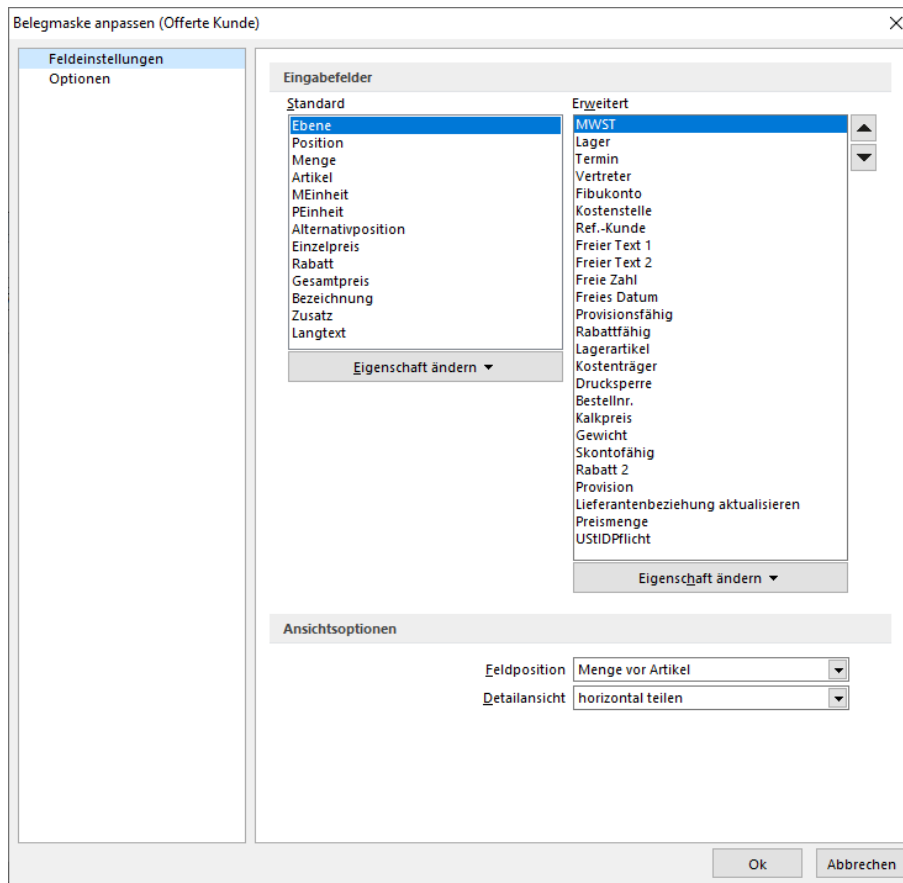 Belegmaske anpassen (Offerte Kunde)
Feldeinstellungen
Optionen
Eingabefelder
Standard
Ebene
Position
Menge
Artikel
MEinheit
PEinheit
Alternativposition
Einzelpreis
Rabatt
Gesamtpreis
Bezeichnung
Zusatz
Langtext
Eigenschaft ändern
Erweitert
MWST
Lager
Termin
Vertreter
Fibukonto
Kostenstelle
Ref.-Kunde
Freier Text 1
Freier Text 2
Freie Zahl
Freies Datum
Provisionsfähig
Rabattfähig
Lagerartikel
Kostenträger
Drucksperre
Bestellnr.
Kalkpreis
Gewicht
Skontofähig
Rabatt 2
Provision
Lieferantenbeziehung aktualisieren
Preismenge
UStIDPflicht
Eigenschaft ändern
Ansichtsoptionen
Feldposition Menge vor Artikel
Detailansicht horizontal teilen
Ok Abbrechen